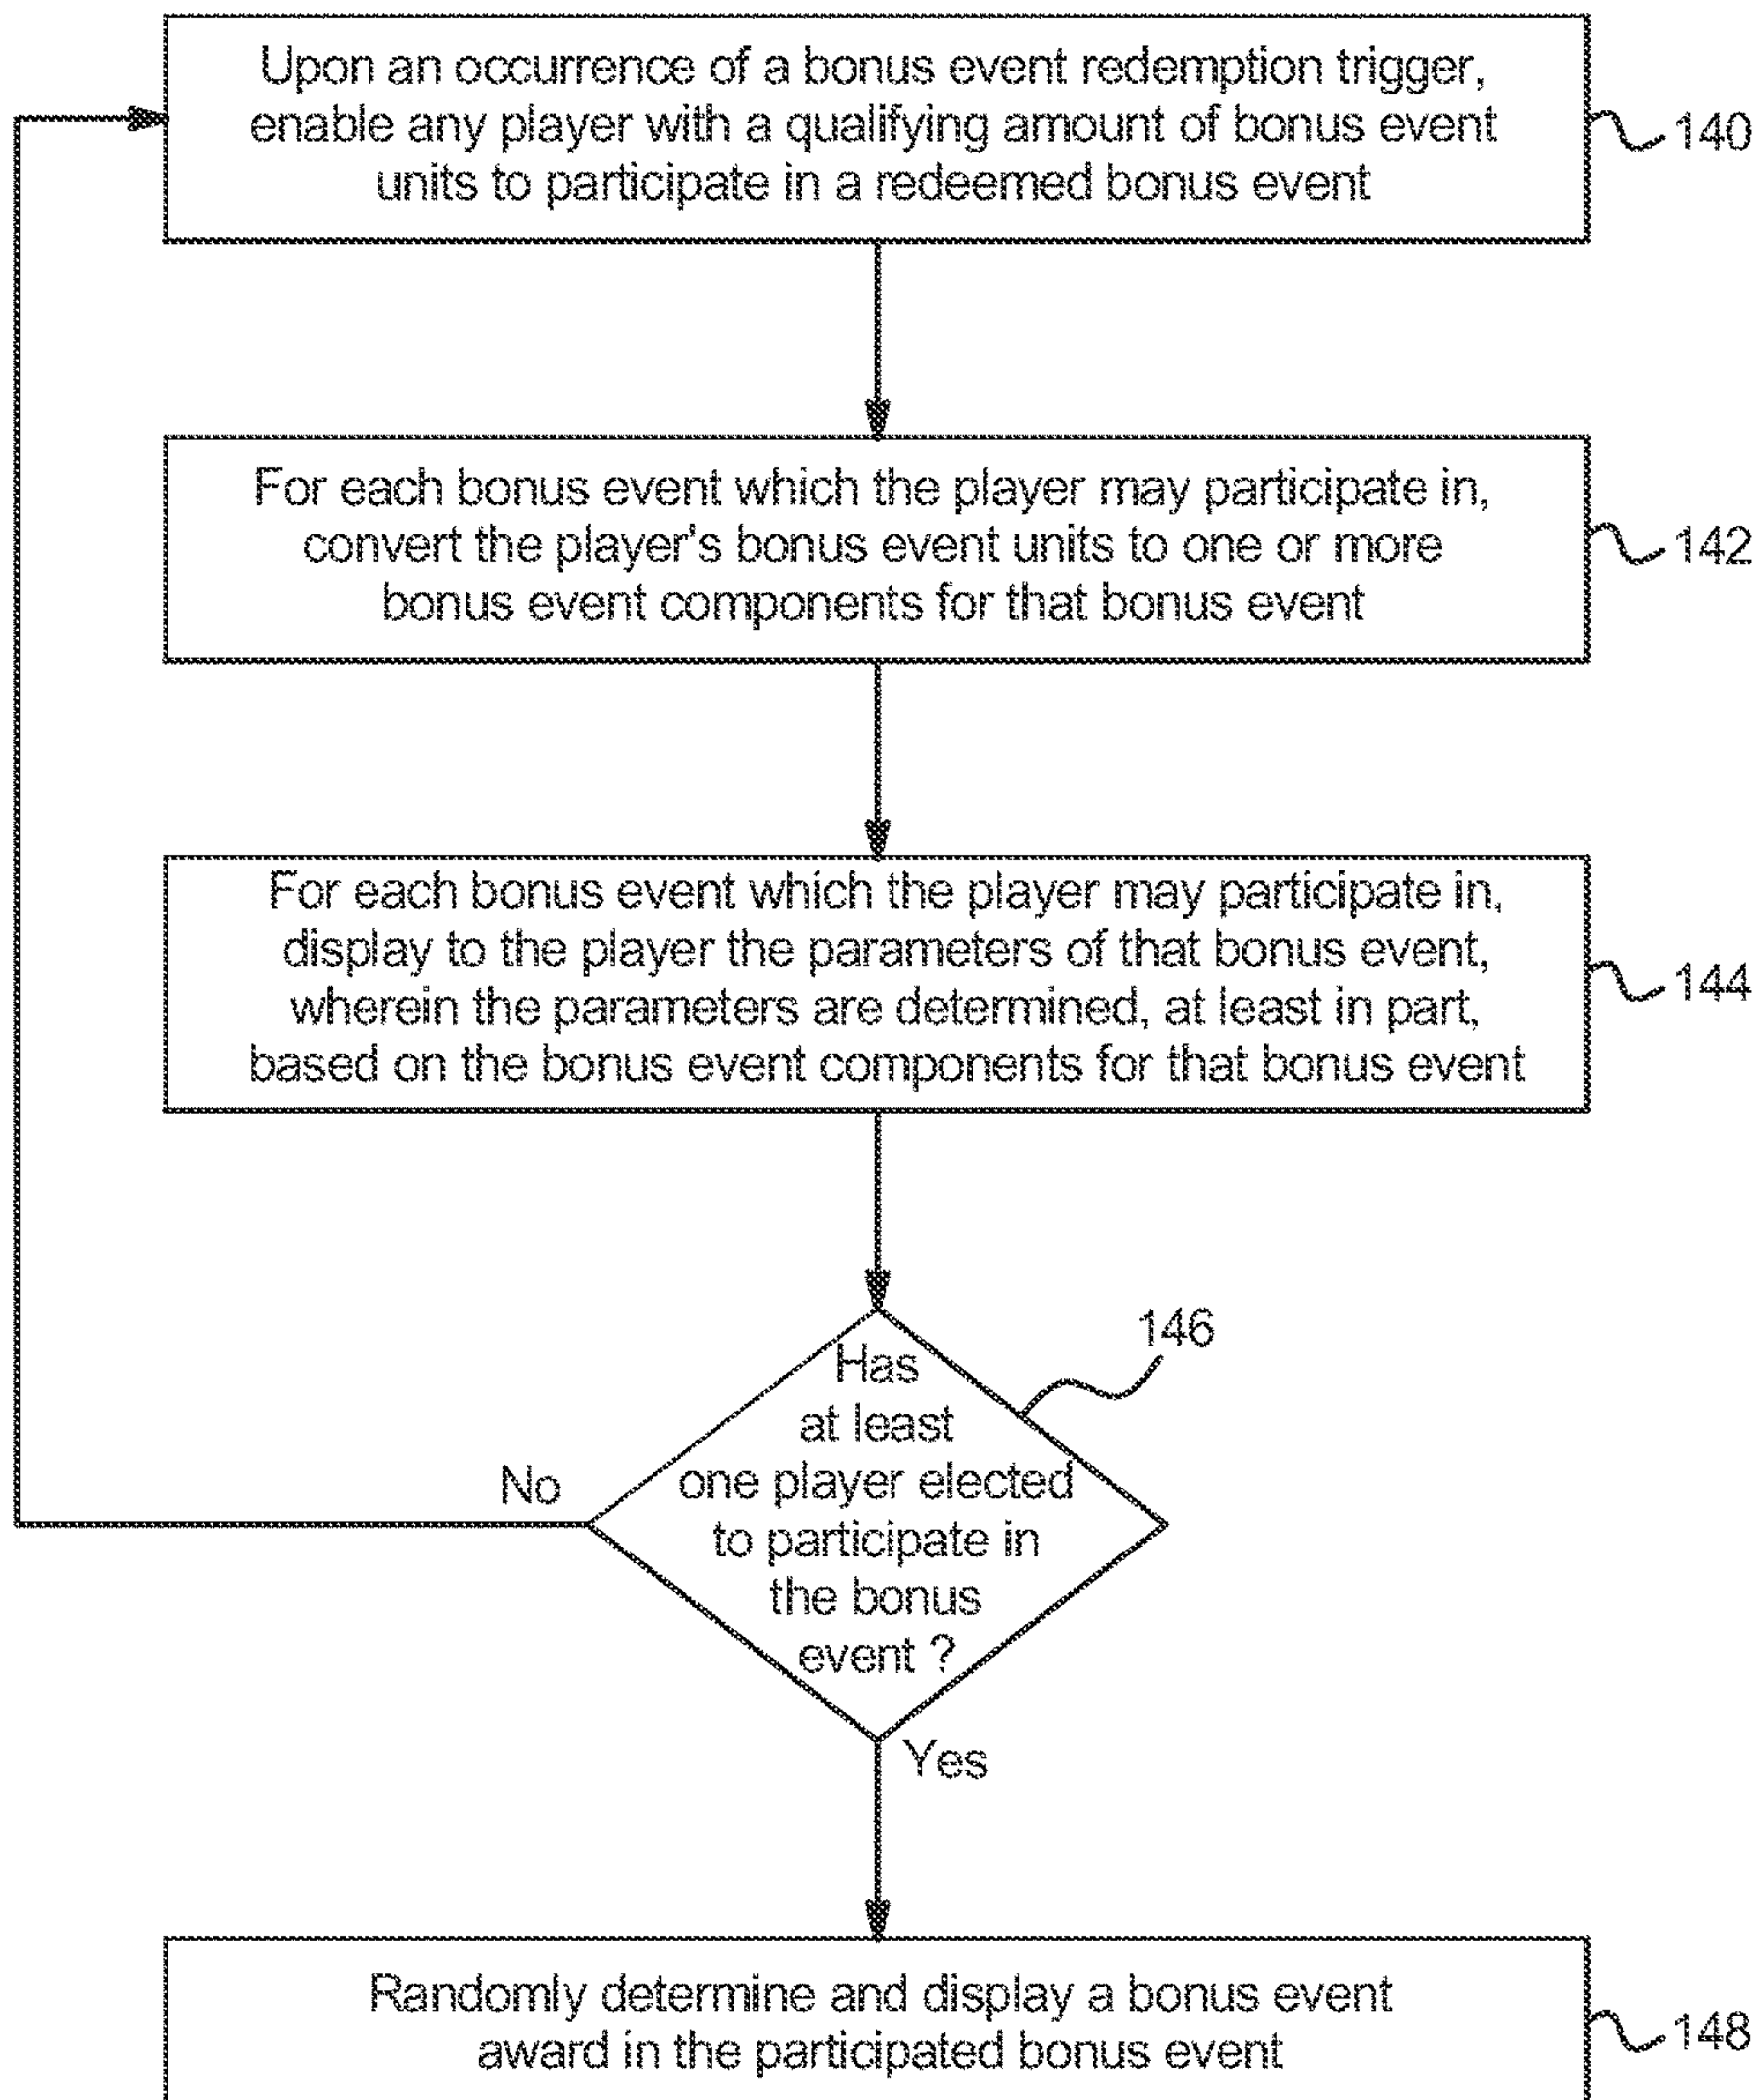 Upon an occurrence of a bonus event redemption trigger,
enable any player with a qualifying amount of bonus event
units to participate in a redeemed bonus event
140
For each bonus event which the player may participate in,
convert the player's bonus event units to one or more
bonus event components for that bonus event
142
For each bonus event which the player may participate in,
display to the player the parameters of that bonus event,
wherein the parameters are determined, at least in part,
based on the bonus event components for that bonus event
144
146
Has
at least
one player elected
to participate in
the bonus
event ?
No
Yes
Randomly determine and display a bonus event
award in the participated bonus event
148